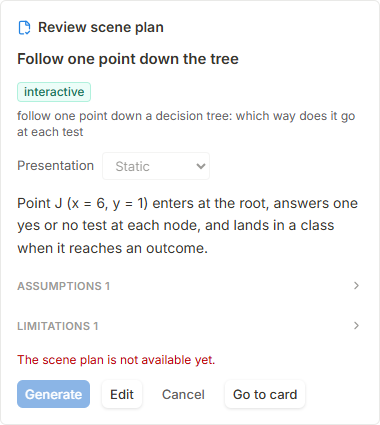 Review scene plan
Follow one point down the tree
interactive
follow one point down a decision tree: which way does it go
at each test
Presentation Static
Point J (x = 6, y = 1) enters at the root, answers one
yes or no test at each node, and lands in a class
when it reaches an outcome.
ASSUMPTIONS 1
LIMITATIONS 1
The scene plan is not available yet.
Generate Edit Cancel Go to card